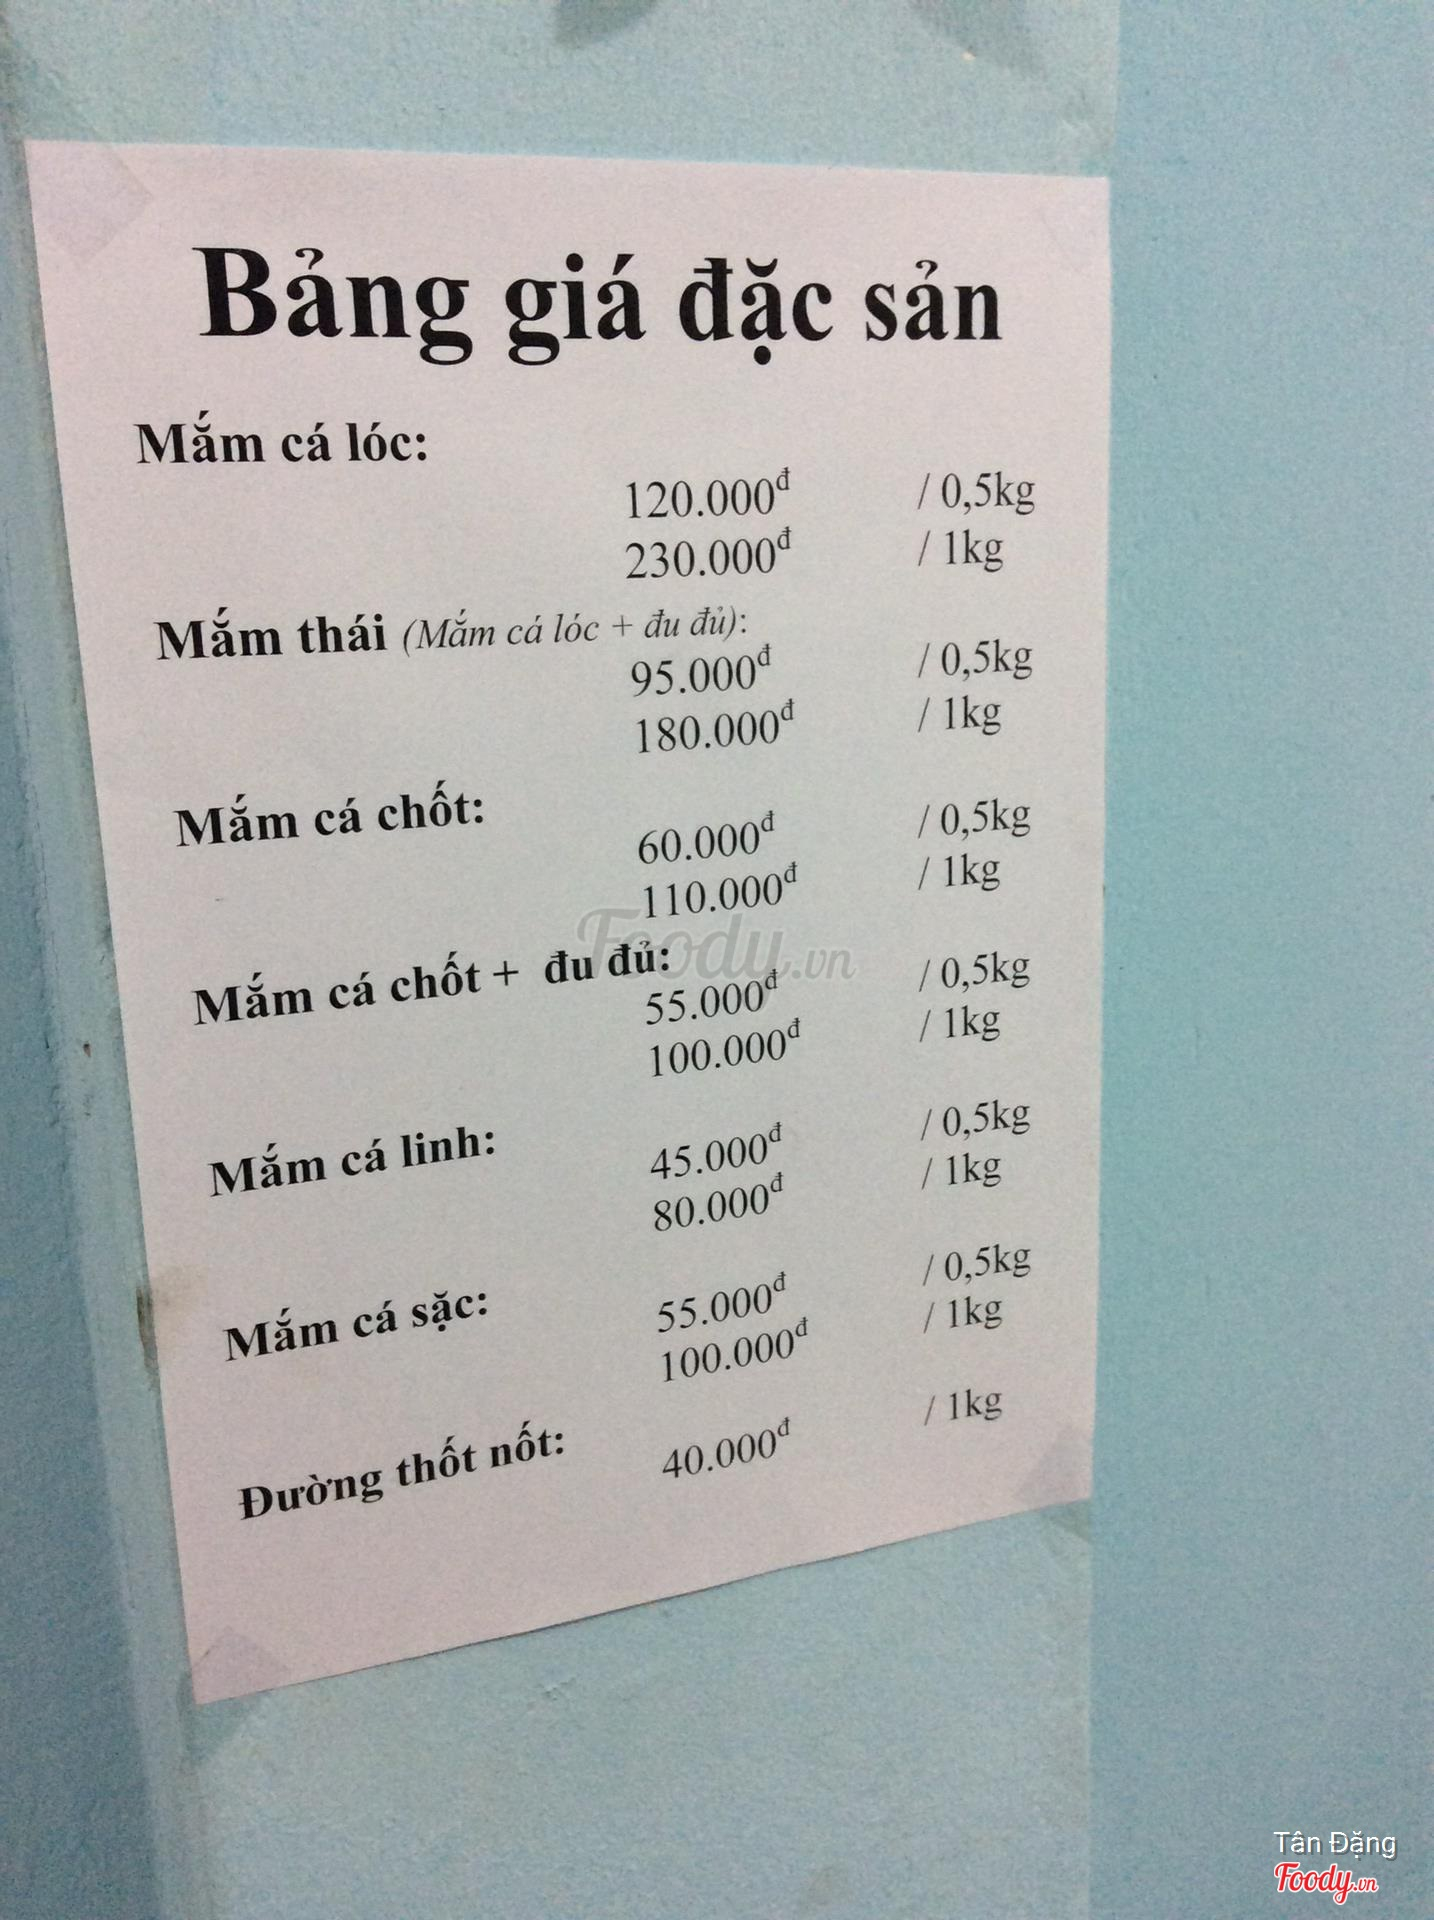 Bảng giá đặc sản
Mắm cá lóc:
120.000đ / 0,5kg
230.000đ / 1kg
Mắm thái (Mắm cá lóc + đu đủ):
95.000đ / 0,5kg
180.000đ / 1kg
Mắm cá chốt:
60.000đ / 0,5kg
110.000đ / 1kg
Mắm cá chốt + đu đủ:
55.000đ / 0,5kg
100.000đ / 1kg
Mắm cá linh:
45.000đ / 0,5kg
80.000đ / 1kg
Mắm cá sặc:
55.000đ / 0,5kg
100.000đ / 1kg
Đường thốt nốt: 40.000đ / 1kg
Foody.vn
Tân Đặng
Foody.vn